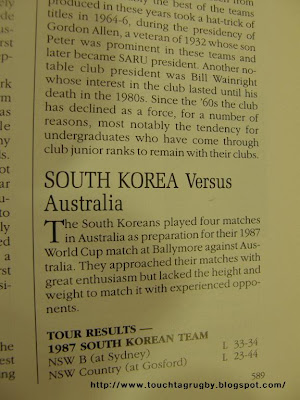 produced in these years took a hat-trick of
titles in 1964-6, during the presidency of
Gordon Allen, a veteran of 1932 whose son
Peter was prominent in these teams and
later became SARU president. Another no-
table club president was Bill Wainright
whose interest in the club lasted until his
death in the 1980s. Since the '60s the club
has declined as a force, for a number of
reasons, most notably the tendency for
undergraduates who have come through
club junior ranks to remain with their clubs.
SOUTH KOREA Versus
Australia
The South Koreans played four matches
in Australia as preparation for their 1987
World Cup match at Ballymore against Aus-
tralia. They approached their matches with
great enthusiasm but lacked the height and
weight to match it with experienced oppo-
nents.
TOUR RESULTS —
1987 SOUTH KOREAN TEAM
NSW B (at Sydney) L 33-34
NSW Country (at Gosford) L 23-44
589
http://www.touchtagrugby.blogspot.com/